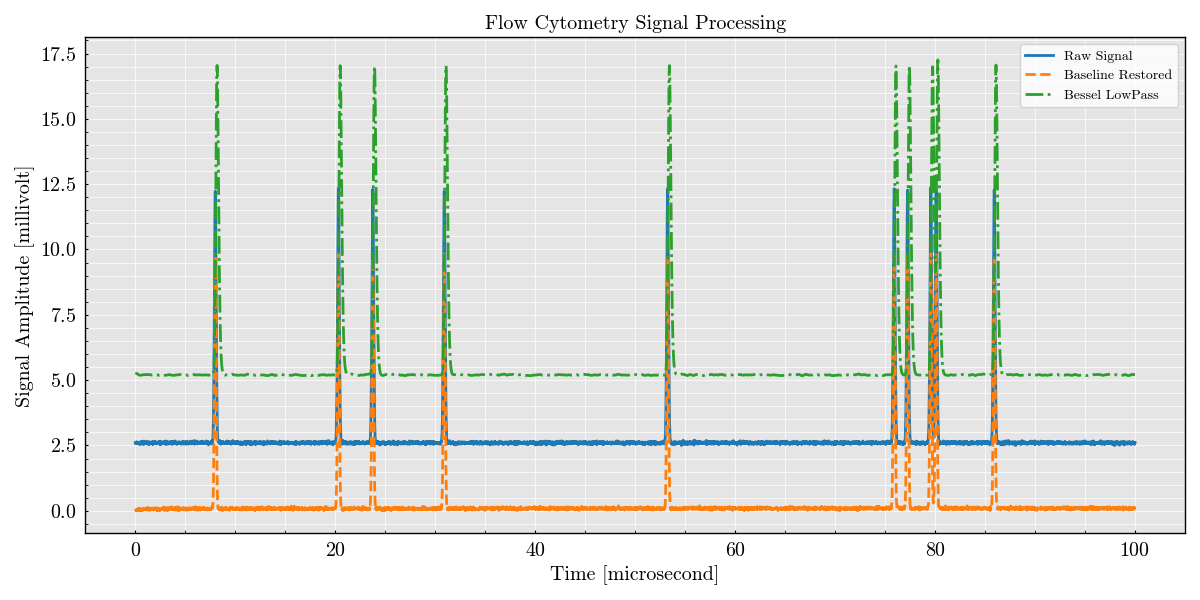 Flow Cytometry Signal Processing
Raw Signal
Baseline Restored
Bessel LowPass
Signal Amplitude [millivolt]
17.5
15.0
12.5
10.0
7.5
5.0
2.5
0.0
0 20 40 60 80 100
Time [microsecond]